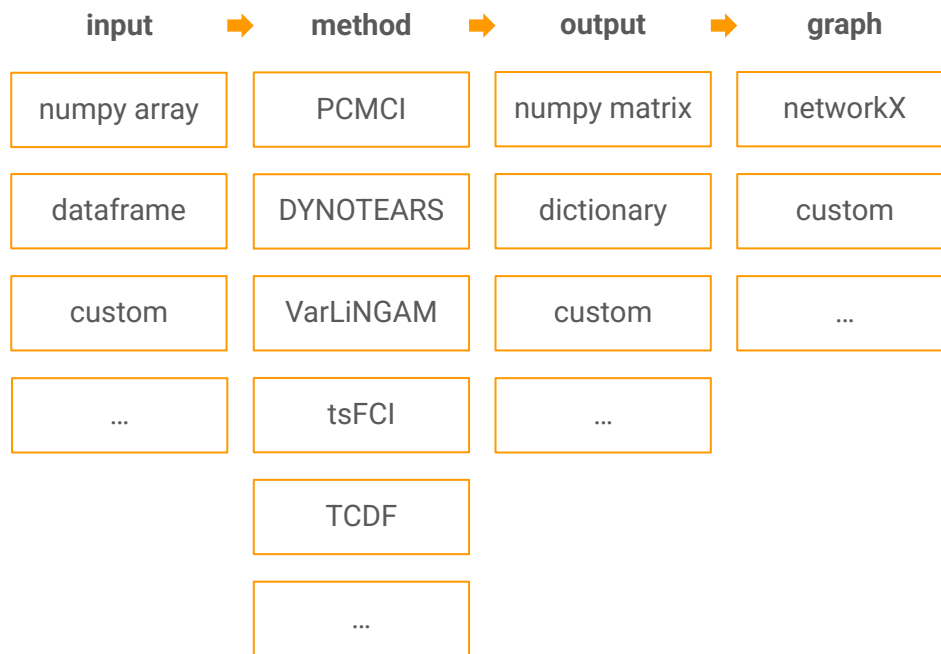 input method output graph
numpy array PCMCI numpy matrix networkX
dataframe DYNOTEARS dictionary custom
custom VarLiNGAM custom ...
... tsFCI ...
TCDF
...